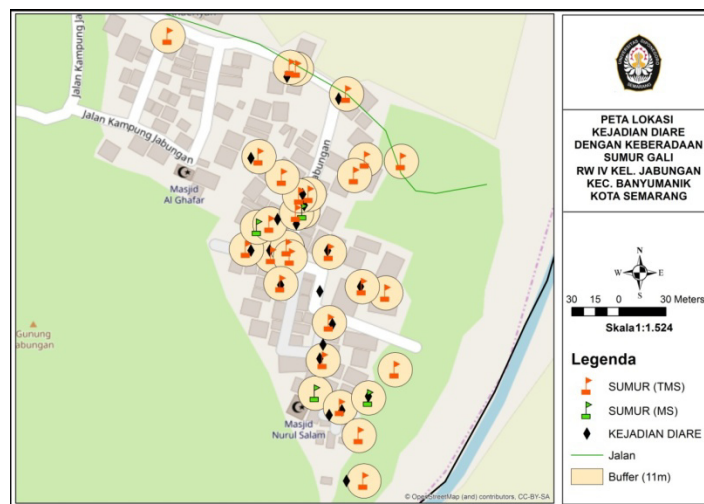 Jalan Kampung Ja
Jalan Kampung Jabungan
Jabungan
Masjid
Al Ghafar
Gunung
Jabungan
Masjid
Nurul Salam
© OpenStreetMap (and) contributors, CC-BY-SA
PETA LOKASI
KEJADIAN DIARE
DENGAN KEBERADAAN
SUMUR GALI
RW IV KEL. JABUNGAN
KEC. BANYUMANIK
KOTA SEMARANG
N
W E
S
30 15 0 30 Meters
Skala1:1.524
Legenda
SUMUR (TMS)
SUMUR (MS)
KEJADIAN DIARE
Jalan
Buffer (11m)